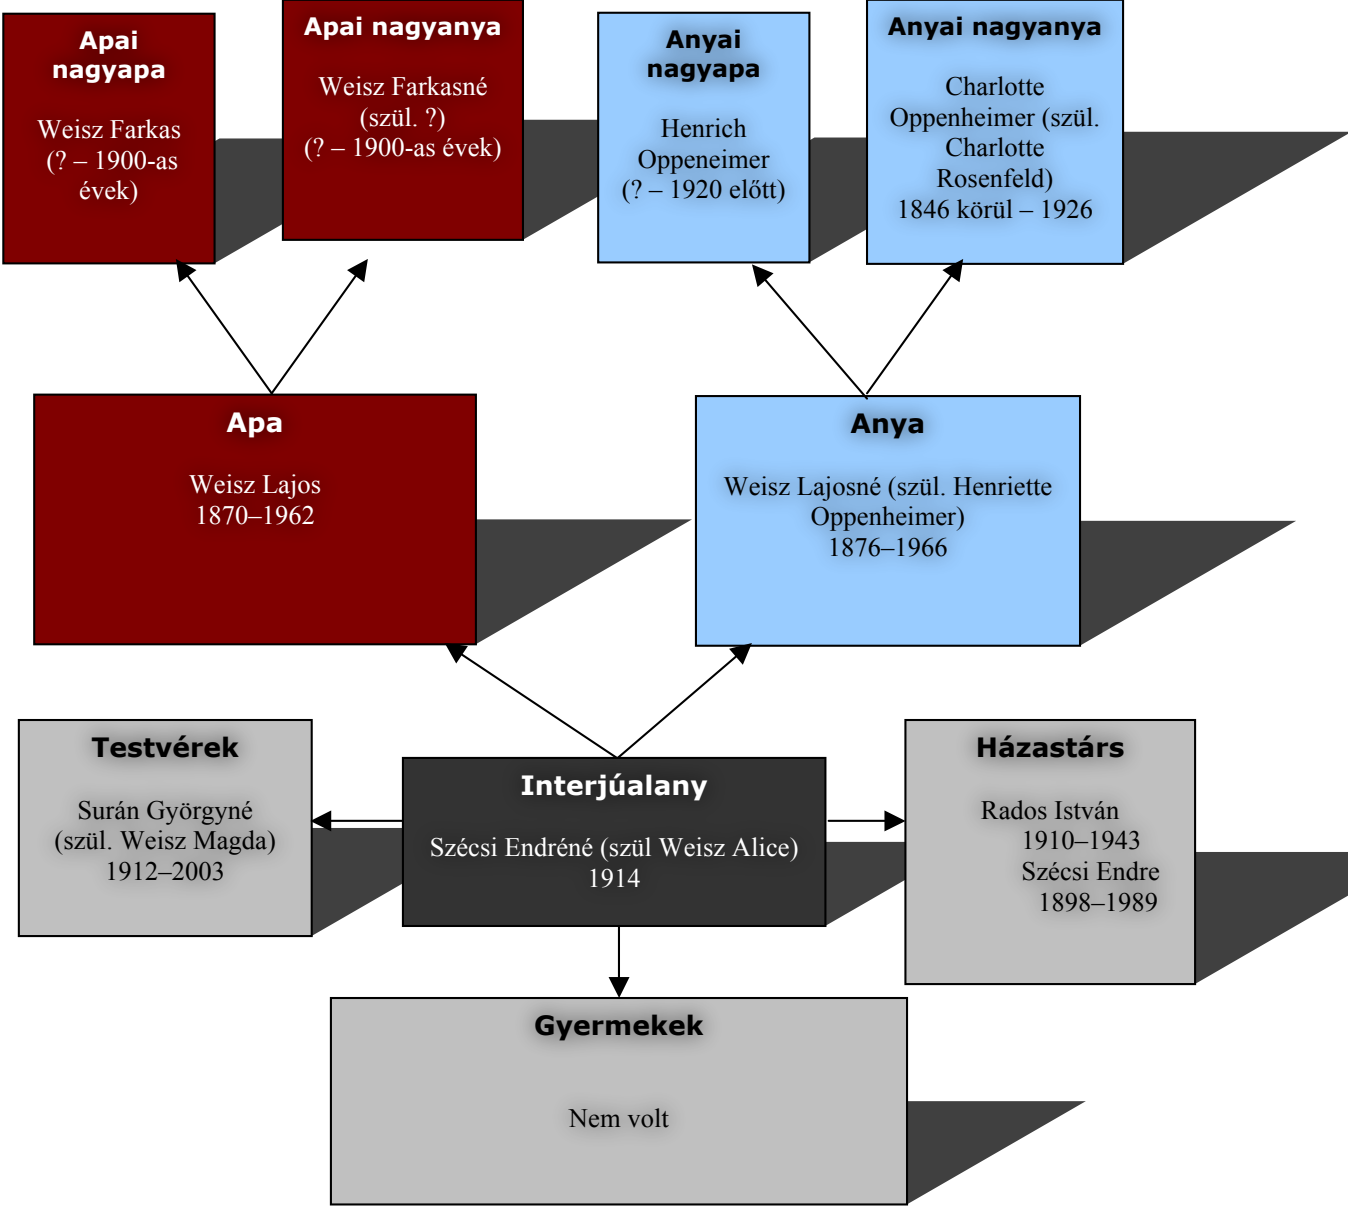 Apai
nagyapa
Weisz Farkas
(? – 1900-as
évek)
Apai nagyanya
Weisz Farkasné
(szül. ?)
(? – 1900-as évek)
Anyai
nagyapa
Henrich
Oppeneimer
(? – 1920 előtt)
Anyai nagyanya
Charlotte
Oppenheimer (szül.
Charlotte
Rosenfeld)
1846 körül – 1926
Apa
Weisz Lajos
1870–1962
Anya
Weisz Lajosné (szül. Henriette
Oppenheimer)
1876–1966
Testvérek
Surán Györgyné
(szül. Weisz Magda)
1912–2003
Interjúalany
Szécsi Endréné (szül Weisz Alice)
1914
Házastárs
Rados István
1910–1943
Szécsi Endre
1898–1989
Gyermekek
Nem volt